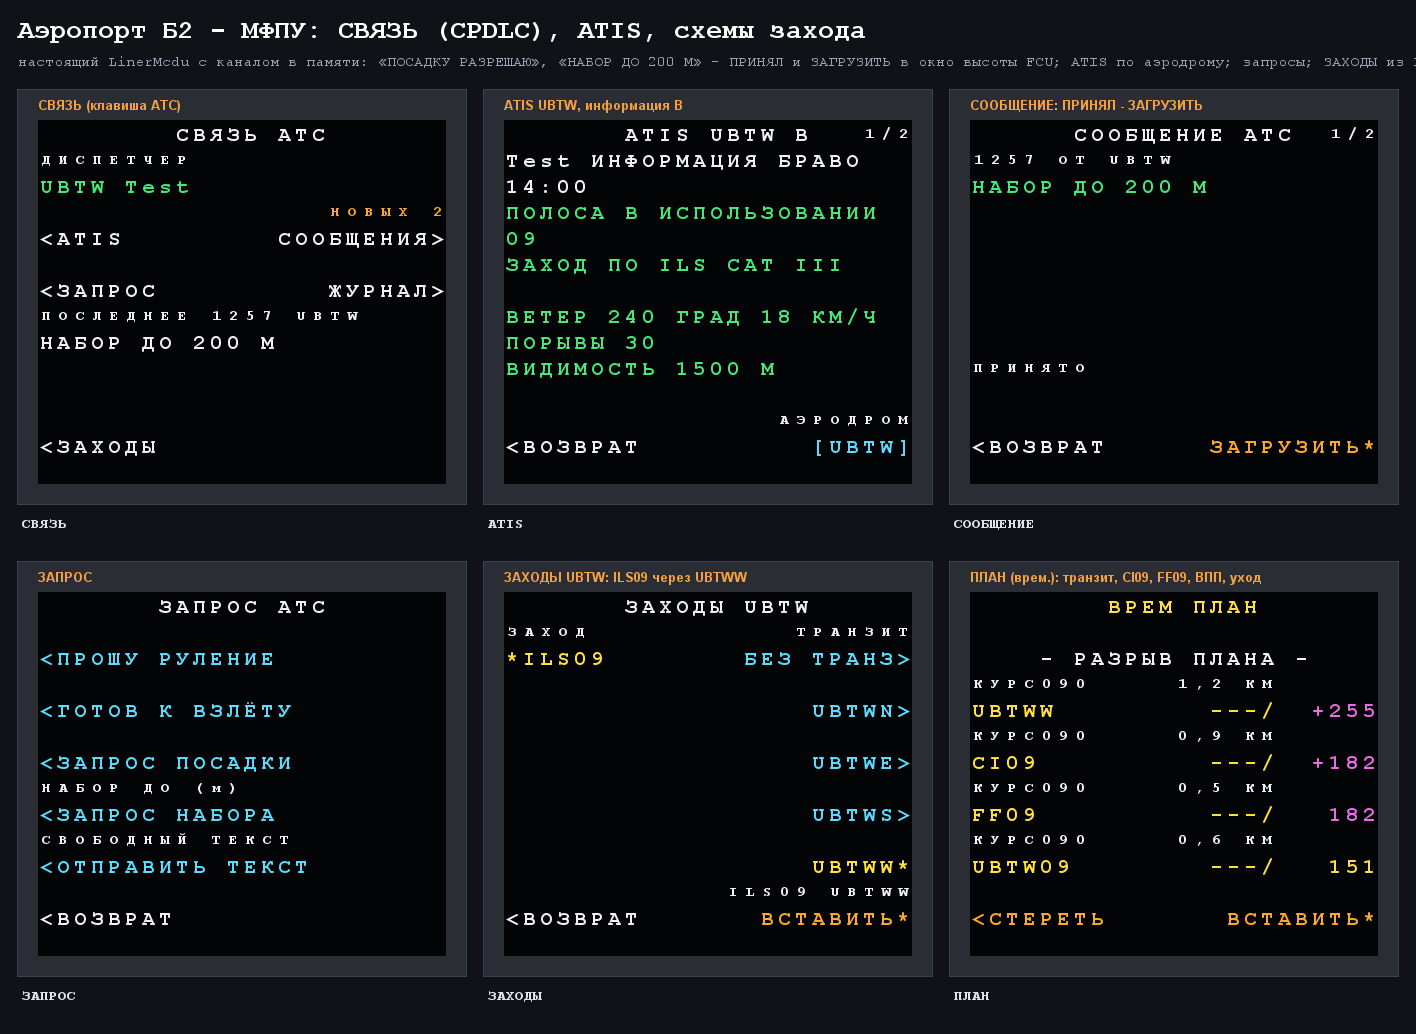 Аэропорт Б2 – МФПУ: СВЯЗЬ (CPDLC), ATIS, схемы захода
настоящий LinerMcdu с каналом в памяти: «ПОСАДКУ РАЗРЕШАЮ», «НАБОР ДО 200 М» – ПРИНЯЛ и ЗАГРУЗИТЬ в окно высоты FCU; ATIS по аэродрому; запросы; ЗАХОДЫ из
СВЯЗЬ (клавиша ATC)
СВЯЗЬ АТС
ДИСПЕТЧЕР
UBTW Test
НОВЫХ 2
<ATIS СООБЩЕНИЯ>
<ЗАПРОС ЖУРНАЛ>
ПОСЛЕДНЕЕ 1257 UBTW
НАБОР ДО 200 М
<ЗАХОДЫ
СВЯЗЬ
ATIS UBTW, информация B
ATIS UBTW B 1/2
Test ИНФОРМАЦИЯ БРАВО
14:00
ПОЛОСА В ИСПОЛЬЗОВАНИИ
09
ЗАХОД ПО ILS CAT III
ВЕТЕР 240 ГРАД 18 КМ/Ч
ПОРЫВЫ 30
ВИДИМОСТЬ 1500 М
АЭРОДРОМ
<ВОЗВРАТ [UBTW]
ATIS
СООБЩЕНИЕ: ПРИНЯЛ - ЗАГРУЗИТЬ
СООБЩЕНИЕ АТС 1/2
1257 ОТ UBTW
НАБОР ДО 200 М
ПРИНЯТО
<ВОЗВРАТ ЗАГРУЗИТЬ*
СООБЩЕНИЕ
ЗАПРОС
ЗАПРОС АТС
<ПРОШУ РУЛЕНИЕ
<ГОТОВ К ВЗЛЁТУ
<ЗАПРОС ПОСАДКИ
НАБОР ДО (м)
<ЗАПРОС НАБОРА
СВОБОДНЫЙ ТЕКСТ
<ОТПРАВИТЬ ТЕКСТ
<ВОЗВРАТ
ЗАПРОС
ЗАХОДЫ UBTW: ILS09 через UBTWW
ЗАХОДЫ UBTW
ЗАХОД ТРАНЗИТ
*ILS09 БЕЗ ТРАНЗ>
UBTWN>
UBTWE>
UBTWS>
UBTWW*
ILS09 UBTWW
<ВОЗВРАТ ВСТАВИТЬ*
ЗАХОДЫ
ПЛАН (врем.): транзит, CI09, FF09, ВПП, уход
ВРЕМ ПЛАН
– РАЗРЫВ ПЛАНА –
КУРС090 1,2 КМ
UBTWW ---/ +255
КУРС090 0,9 КМ
CI09 ---/ +182
КУРС090 0,5 КМ
FF09 ---/ 182
КУРС090 0,6 КМ
UBTW09 ---/ 151
<СТЕРЕТЬ ВСТАВИТЬ*
ПЛАН